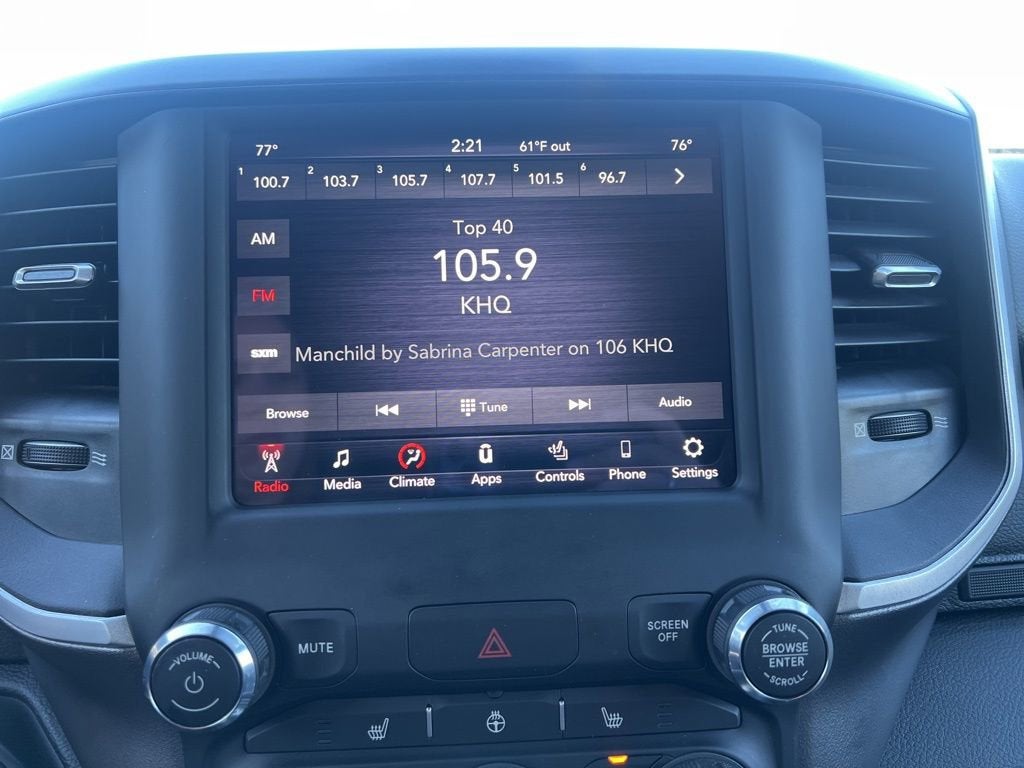 77° 2:21 61°F out 76°
1 100.7 2 103.7 3 105.7 4 107.7 5 101.5 6 96.7
AM
Top 40
105.9
FM
KHQ
sxm
Manchild by Sabrina Carpenter on 106 KHQ
Browse Tune Audio
Radio Media Climate Apps Controls Phone Settings
VOLUME
MUTE
SCREEN
OFF
TUNE
BROWSE
ENTER
SCROLL